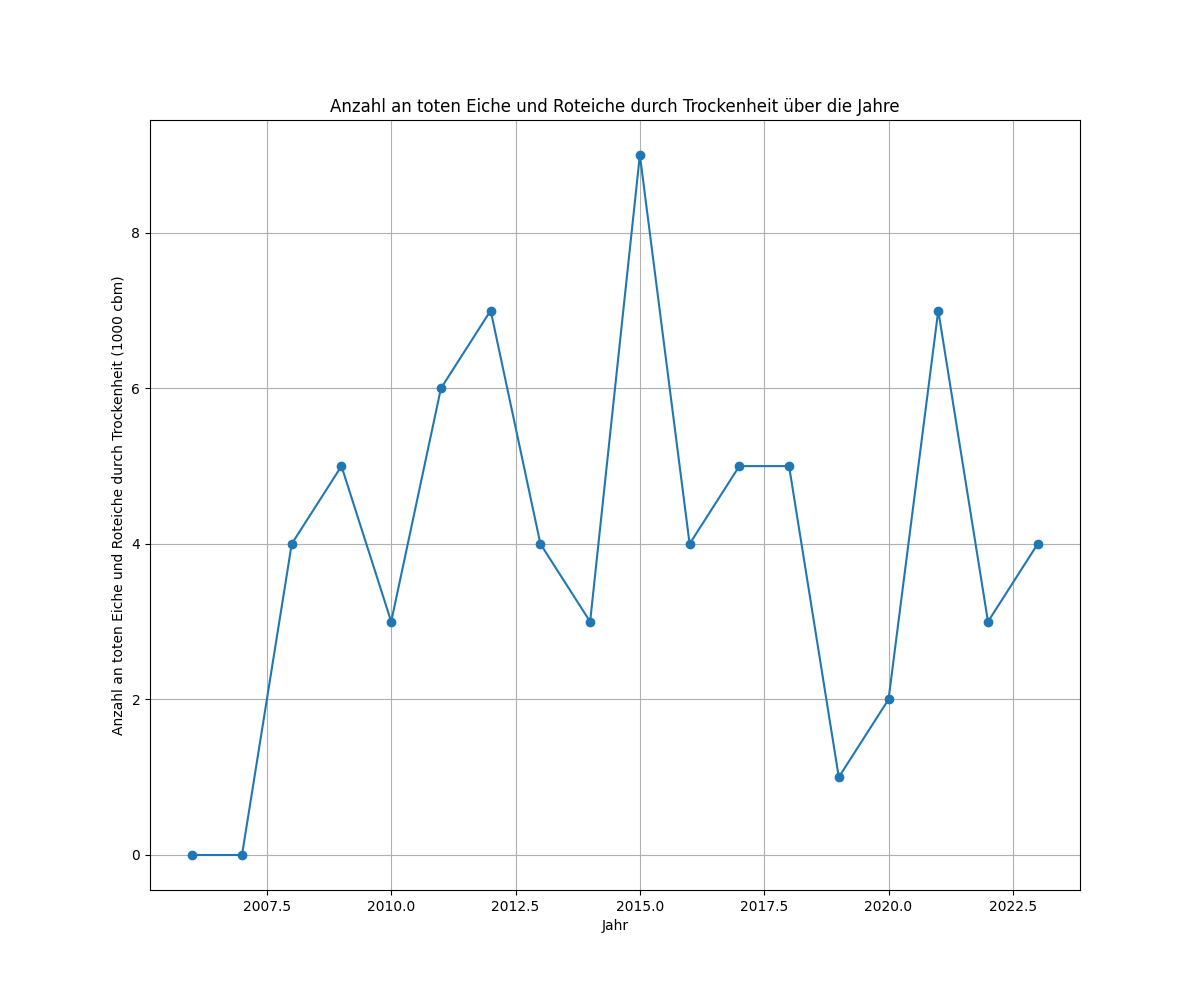 Anzahl an toten Eiche und Roteiche durch Trockenheit über die Jahre
Anzahl an toten Eiche und Roteiche durch Trockenheit (1000 cbm)
8
6
4
2
0
2007.5 2010.0 2012.5 2015.0 2017.5 2020.0 2022.5
Jahr